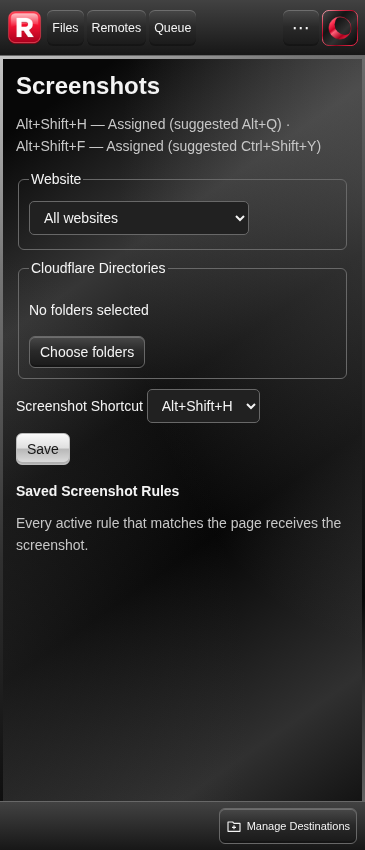 R Files Remotes Queue ...
Screenshots
Alt+Shift+H — Assigned (suggested Alt+Q) ·
Alt+Shift+F — Assigned (suggested Ctrl+Shift+Y)
Website
All websites
Cloudflare Directories
No folders selected
Choose folders
Screenshot Shortcut Alt+Shift+H
Save
Saved Screenshot Rules
Every active rule that matches the page receives the
screenshot.
Manage Destinations